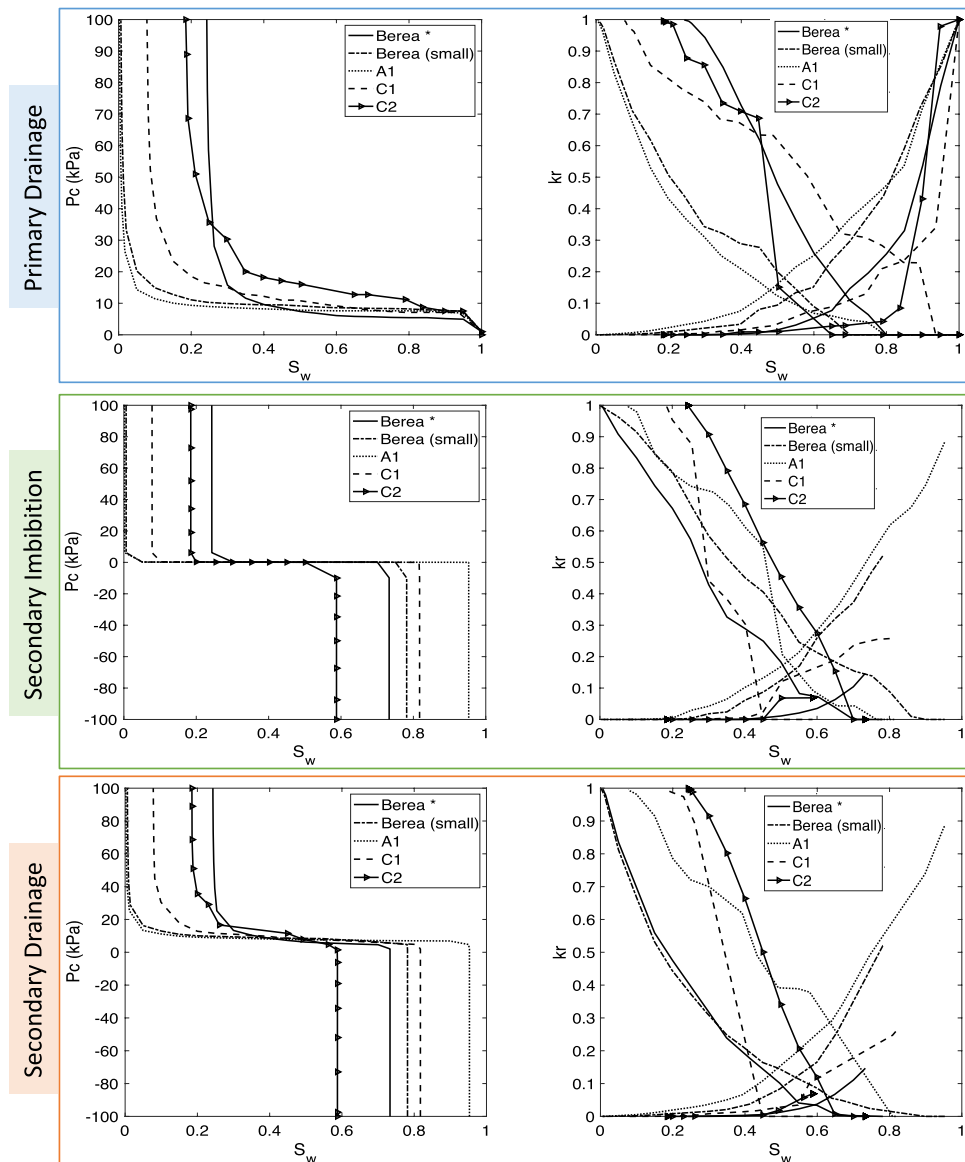 Primary Drainage
100
90
80
70
60
50
40
30
20
10
0
Pc (kPa)
0
0.2
0.4
0.6
0.8
1
S_w
Berea *
Berea (small)
A1
C1
C2
1
0.9
0.8
0.7
0.6
0.5
0.4
0.3
0.2
0.1
0
kr
0
0.2
0.4
0.6
0.8
1
S_w
Berea *
Berea (small)
A1
C1
C2
Secondary Imbibition
100
80
60
40
20
0
-20
-40
-60
-80
-100
Pc (kPa)
0
0.2
0.4
0.6
0.8
1
S_w
Berea *
Berea (small)
A1
C1
C2
1
0.9
0.8
0.7
0.6
0.5
0.4
0.3
0.2
0.1
0
kr
0
0.2
0.4
0.6
0.8
1
S_w
Berea *
Berea (small)
A1
C1
C2
Secondary Drainage
100
80
60
40
20
0
-20
-40
-60
-80
-100
Pc (kPa)
0
0.2
0.4
0.6
0.8
1
S_w
Berea *
Berea (small)
A1
C1
C2
1
0.9
0.8
0.7
0.6
0.5
0.4
0.3
0.2
0.1
0
kr
0
0.2
0.4
0.6
0.8
1
S_w
Berea *
Berea (small)
A1
C1
C2